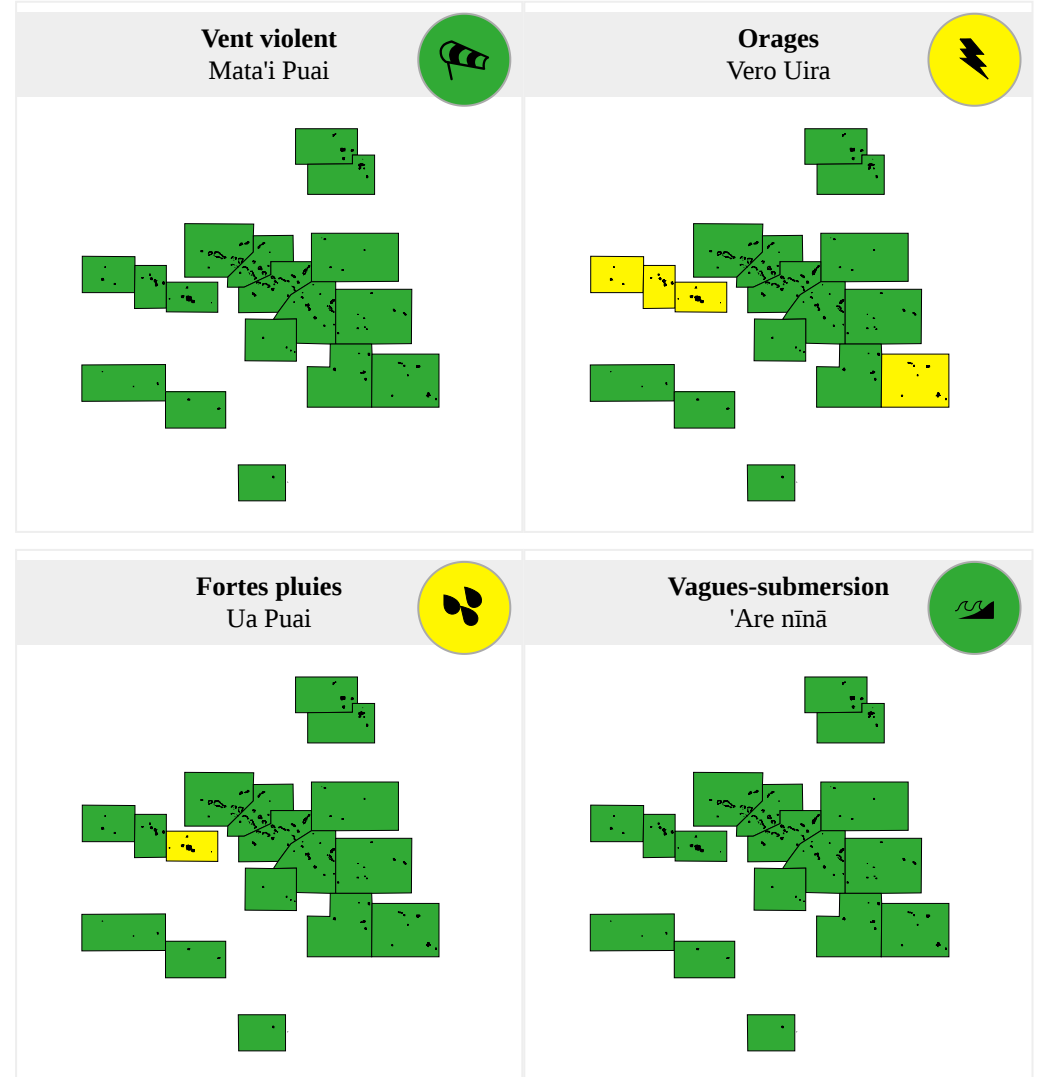 Vent violent
Mata'i Puai
Orages
Vero Uira
Fortes pluies
Ua Puai
Vagues-submersion
'Are nīnā